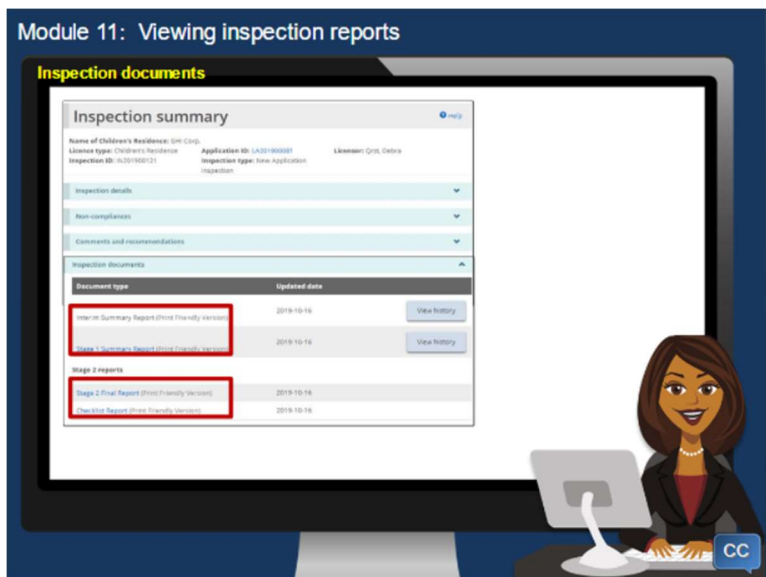 Module 11: Viewing inspection reports
Inspection documents
Inspection summary
Help
Name of Children's Residence: GHI Corp.
Licence type: Children's Residence Application ID: LA201900081 Licensor: Qrst, Debra
Inspection ID: IN201900121 Inspection type: New Application
Inspection
Inspection details
Non-compliances
Comments and recommendations
Inspection documents
Document type Updated date
Interim Summary Report (Print Friendly Version) 2019-10-16 View history
Stage 1 Summary Report (Print Friendly Version) 2019-10-16 View history
Stage 2 reports
Stage 2 Final Report (Print Friendly Version) 2019-10-16
Checklist Report (Print Friendly Version) 2019-10-16
CC